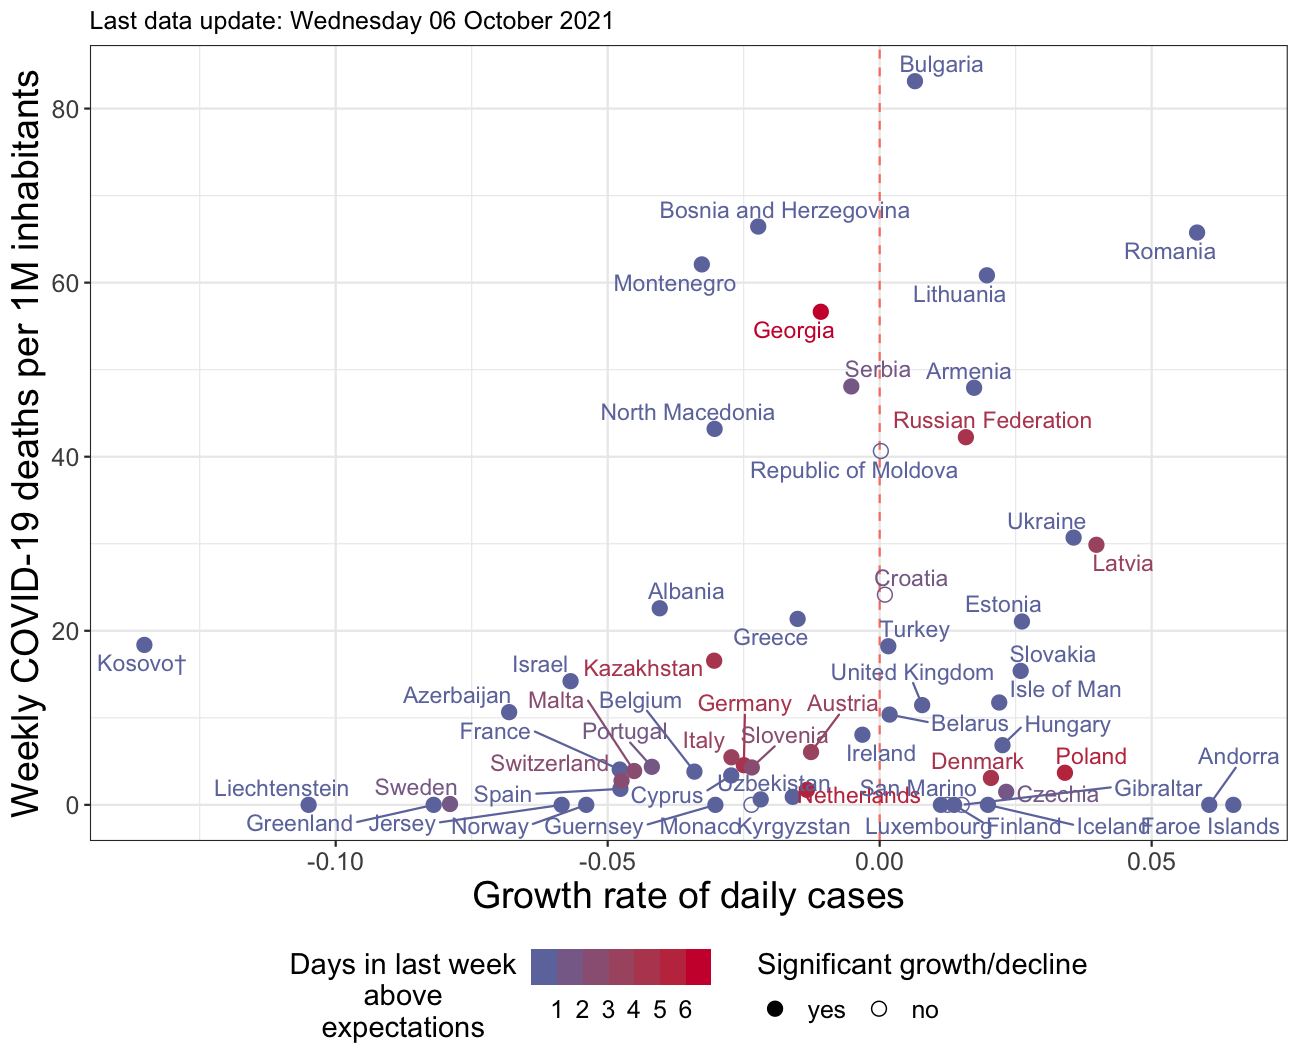 Last data update: Wednesday 06 October 2021
Weekly COVID-19 deaths per 1M inhabitants
80
60
40
20
0
Bulgaria
Bosnia and Herzegovina
Romania
Montenegro
Lithuania
Georgia
Serbia
Armenia
North Macedonia
Russian Federation
Republic of Moldova
Ukraine
Latvia
Croatia
Albania
Estonia
Greece
Turkey
Kosovo†
Israel
Kazakhstan
United Kingdom
Slovakia
Azerbaijan
Malta
Belgium
Germany
Austria
Isle of Man
France
Portugal
Italy
Slovenia
Belarus
Hungary
Switzerland
Ireland
Denmark
Poland
Andorra
Liechtenstein
Sweden
Spain
Cyprus
Uzbekistan
Netherlands
San Marino
Czechia
Gibraltar
Greenland
Jersey
Norway
Guernsey
Monaco
Kyrgyzstan
Luxembourg
Finland
Iceland
Faroe Islands
-0.10
-0.05
0.00
0.05
Growth rate of daily cases
Days in last week
above
expectations
1 2 3 4 5 6
Significant growth/decline
yes
no